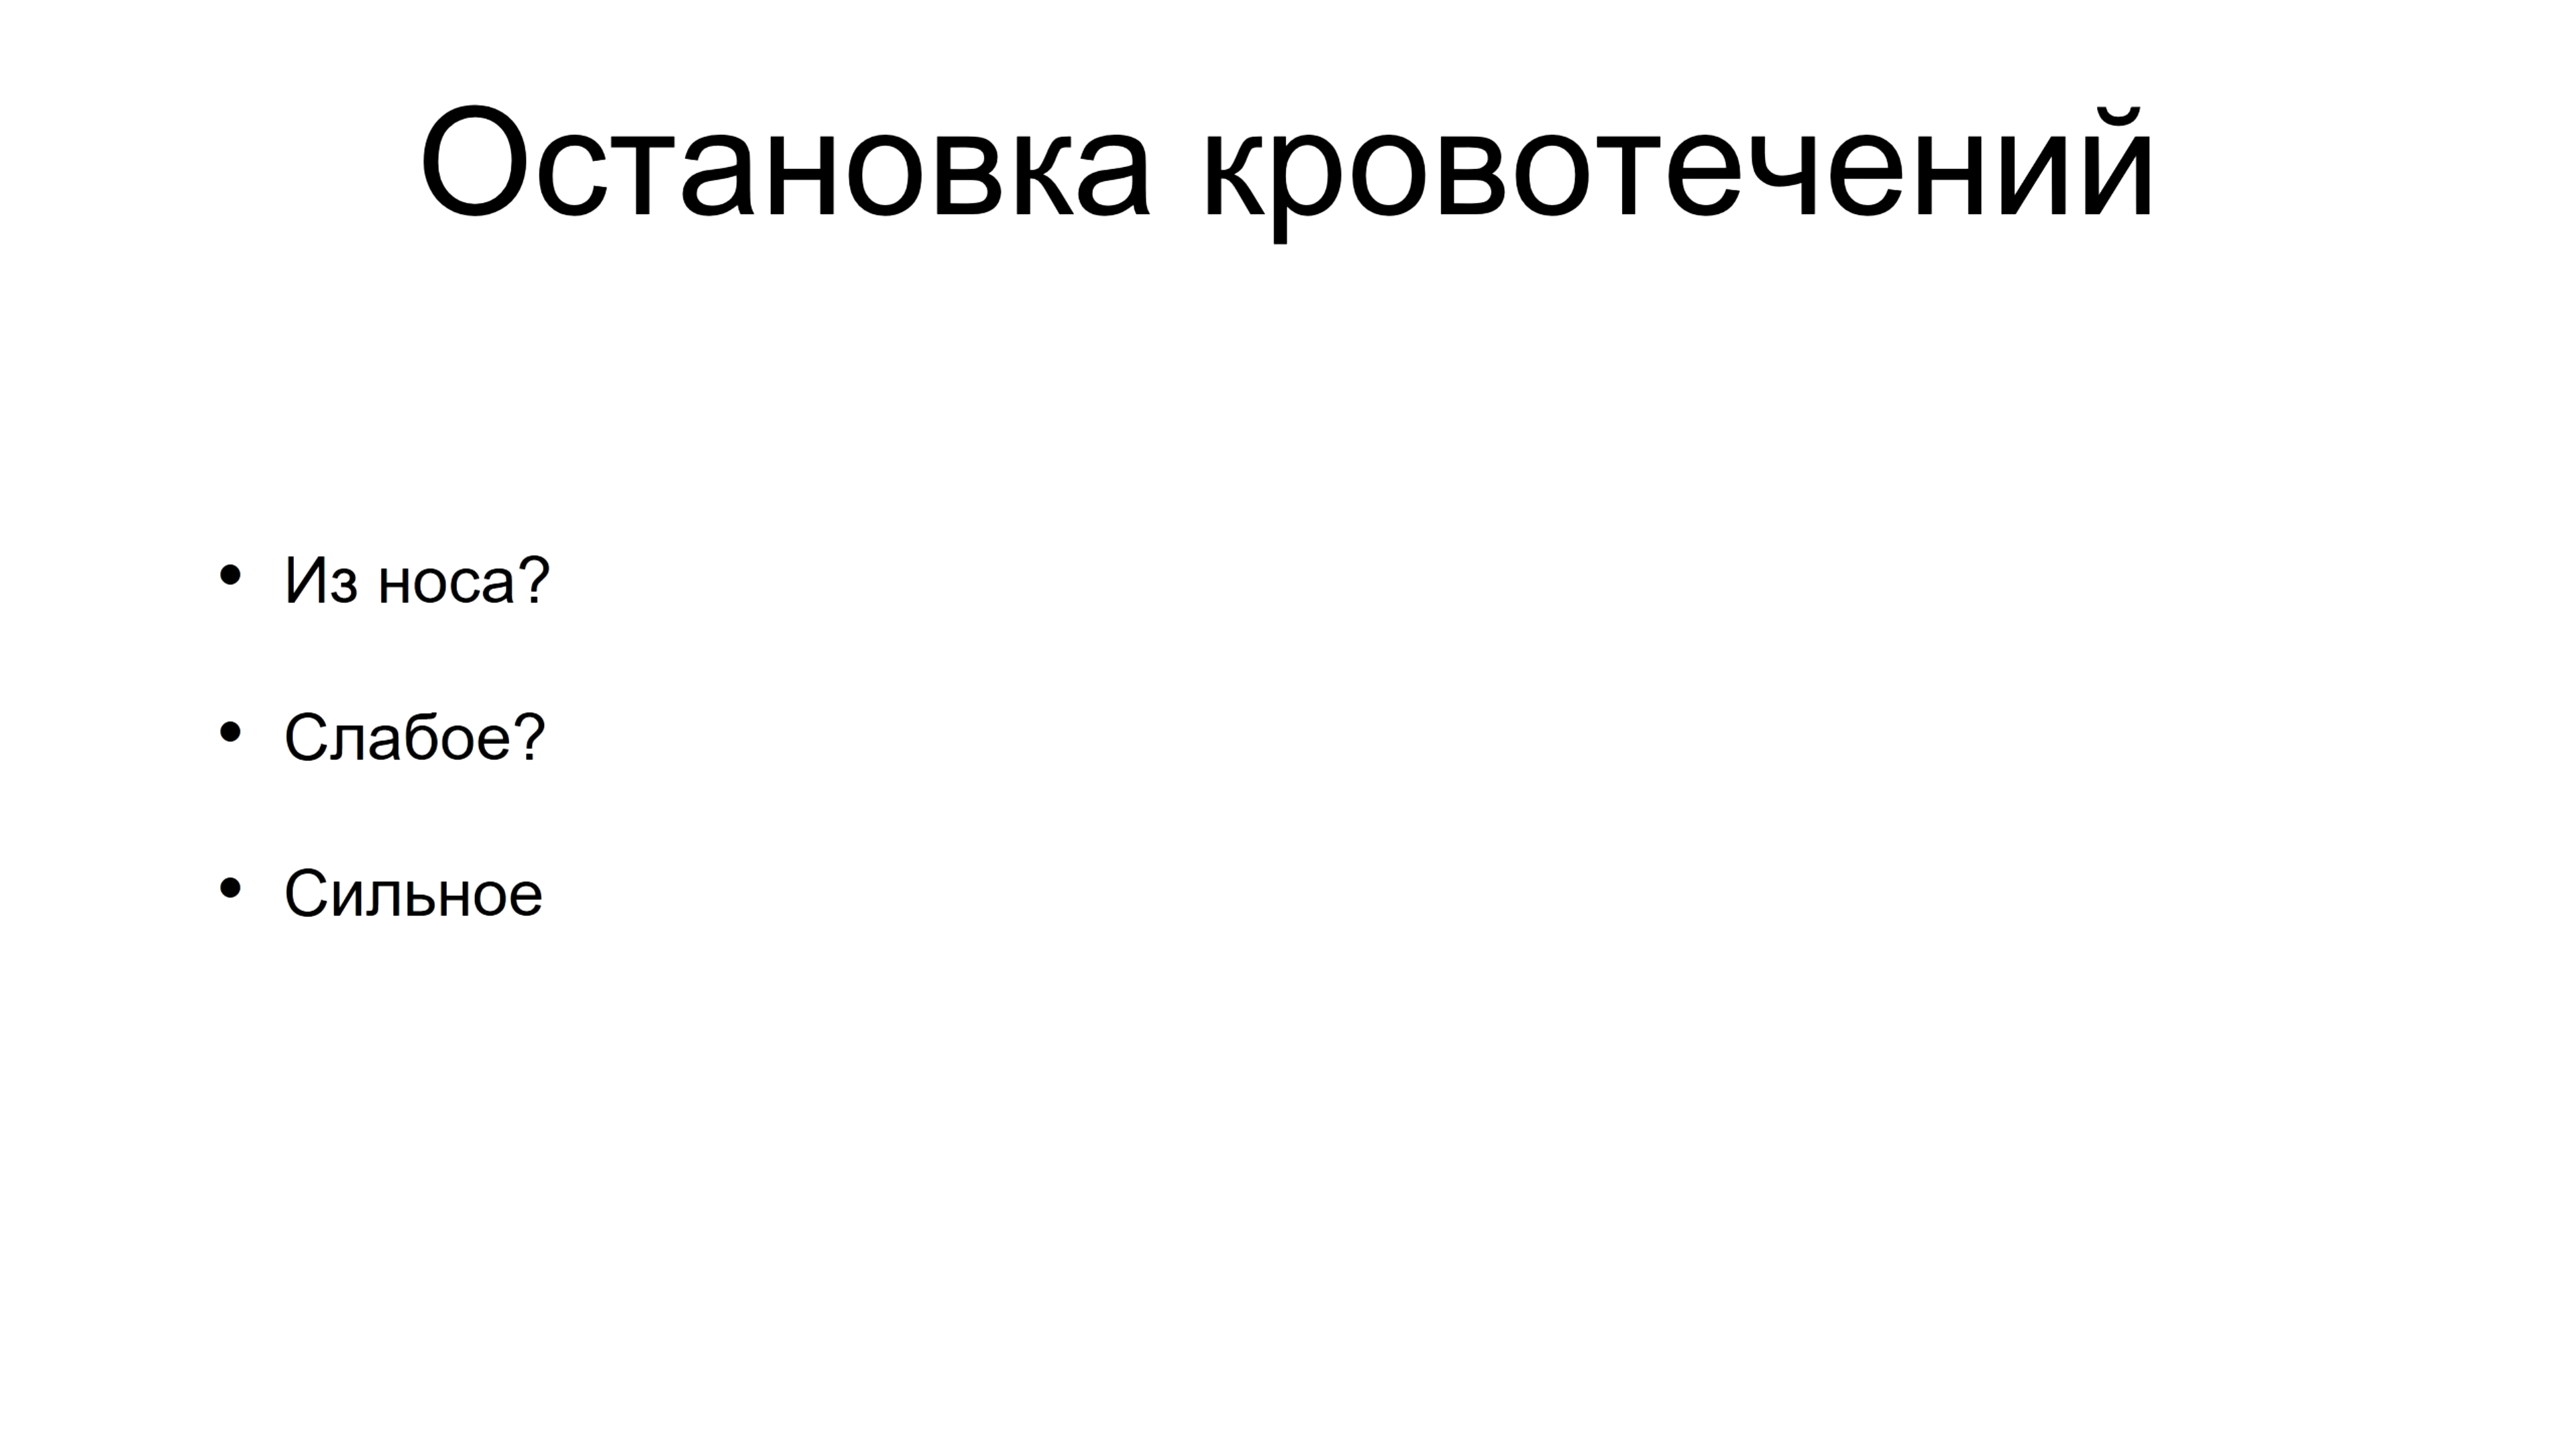 Остановка кровотечений
• Из носа?
• Слабое?
• Сильное